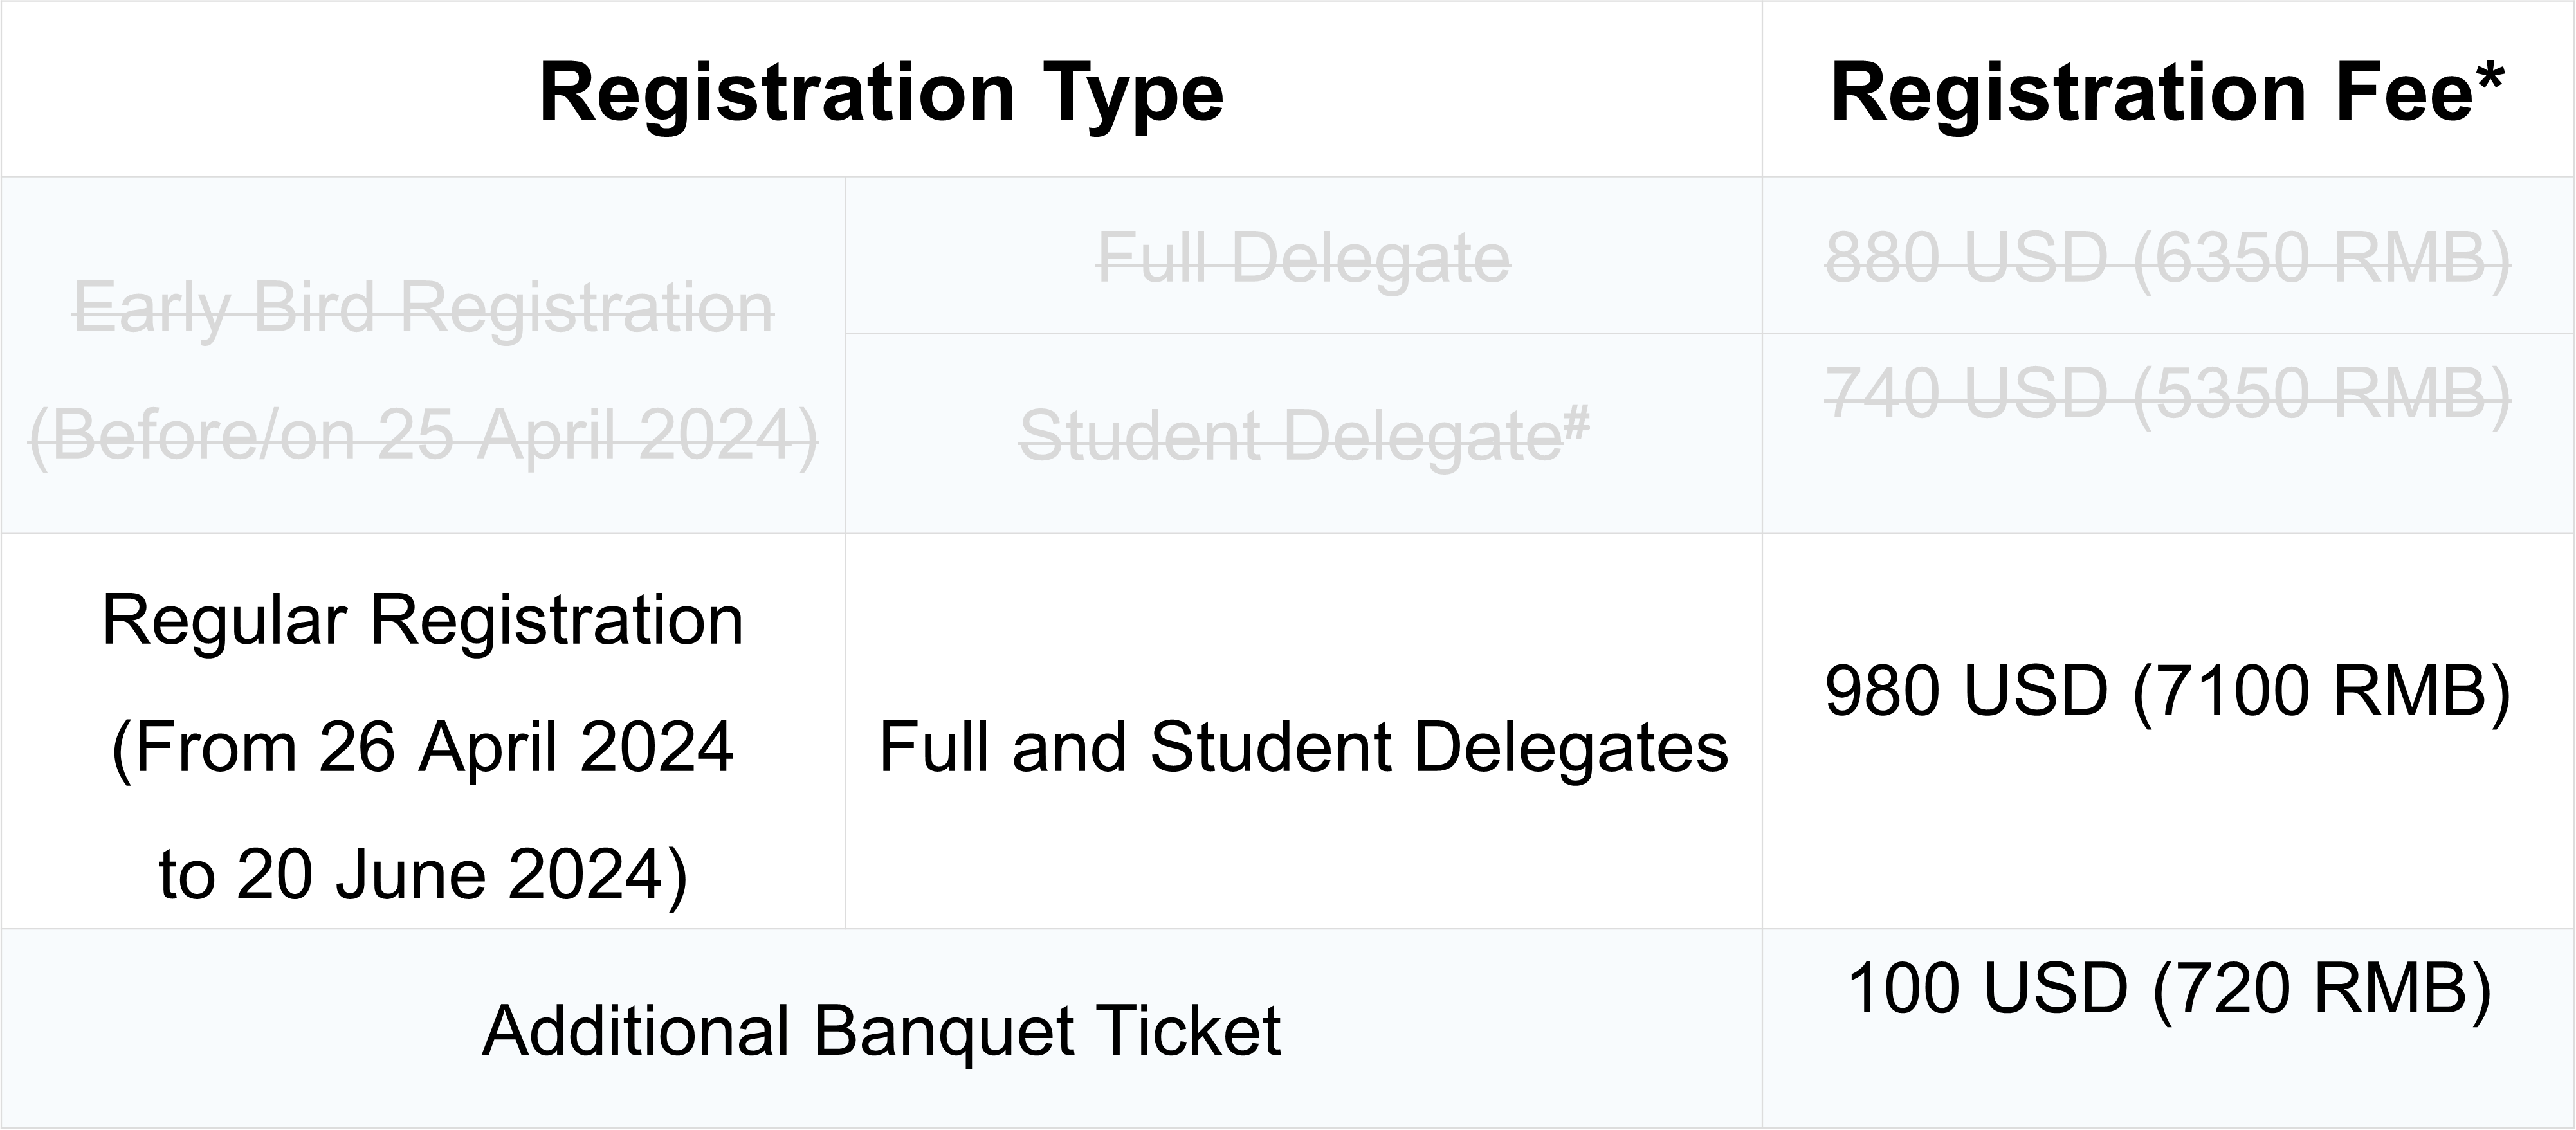 Registration Type
Registration Fee*
Early Bird Registration
(Before/on 25 April 2024)
Full Delegate
880 USD (6350 RMB)
Student Delegate#
740 USD (5350 RMB)
Regular Registration
(From 26 April 2024
to 20 June 2024)
Full and Student Delegates
980 USD (7100 RMB)
Additional Banquet Ticket
100 USD (720 RMB)